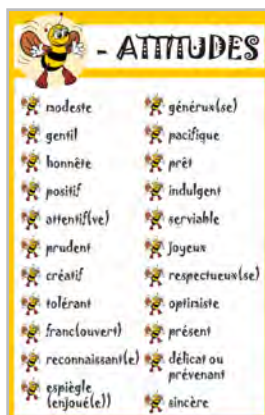 - ATTITUDES
modeste
gentil
honnête
positif
attentif(ve)
prudent
créatif
tolérant
franc(ouvert)
reconnaissant(e)
espiègle
(enjoué(e))
générux(se)
pacifique
prêt
indulgent
serviable
joyeux
respectueux(se)
optimiste
présent
délicat ou
prévenant
sincère